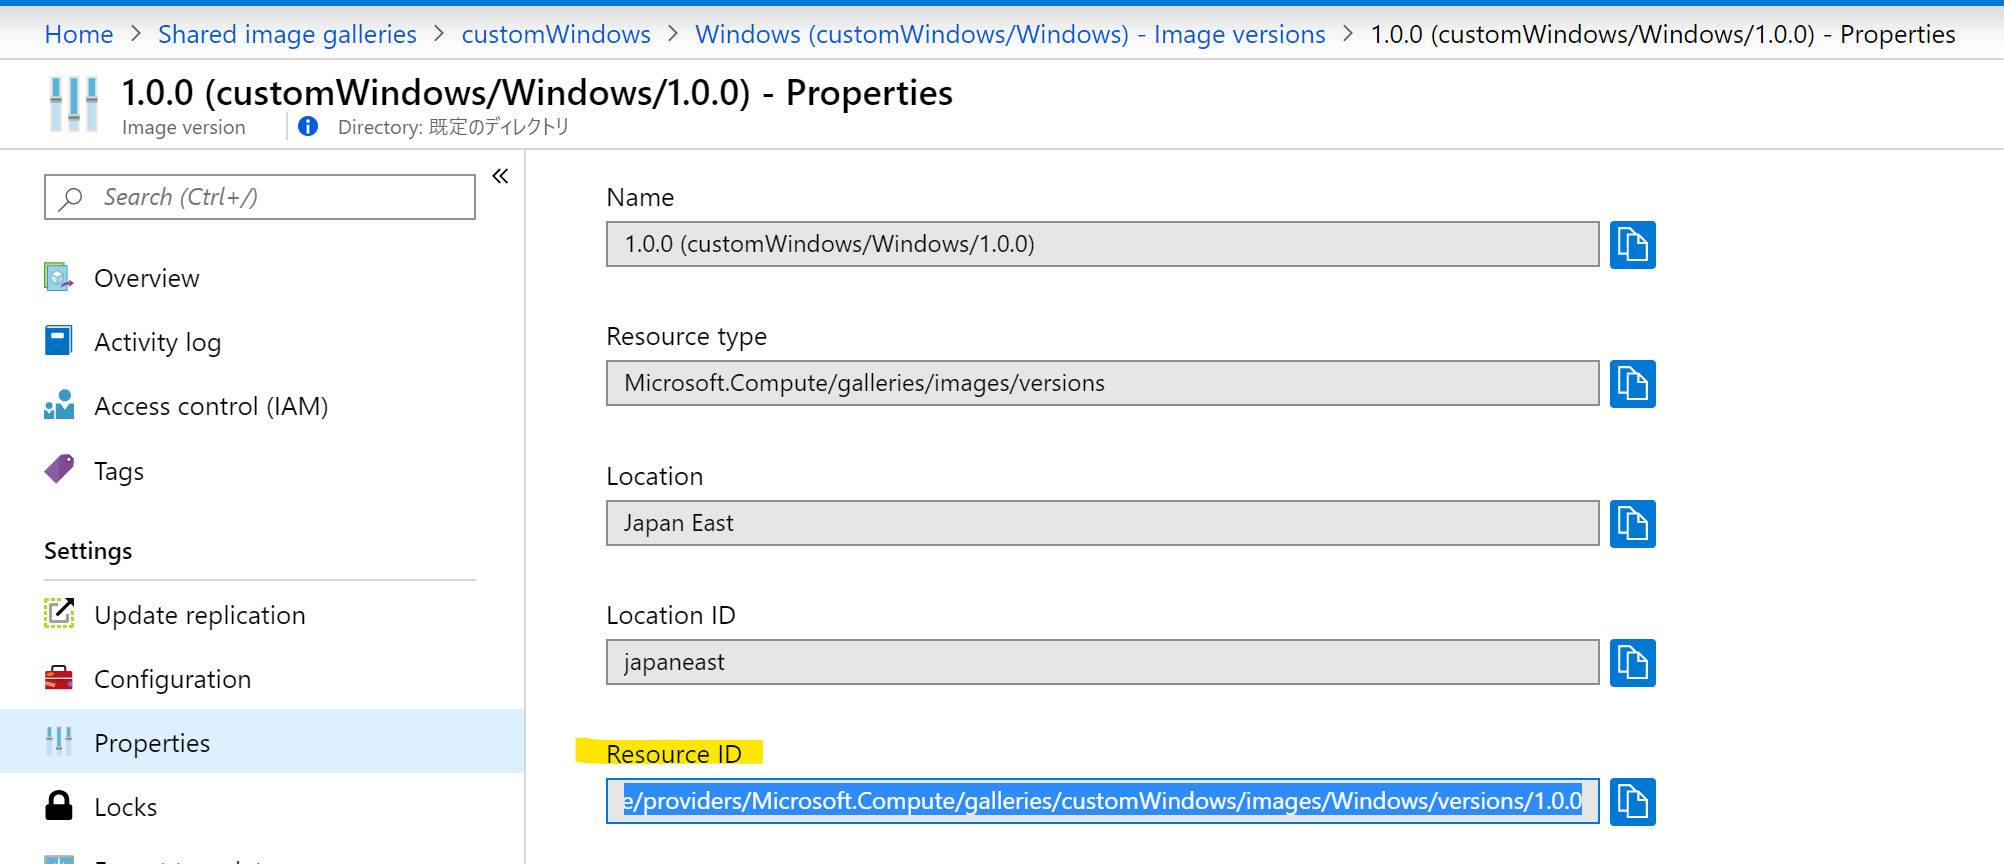 Home > Shared image galleries > customWindows > Windows (customWindows/Windows) - Image versions > 1.0.0 (customWindows/Windows/1.0.0) - Properties
1.0.0 (customWindows/Windows/1.0.0) - Properties
Image version
Directory: 既定のディレクトリ
Search (Ctrl+/)
Overview
Activity log
Access control (IAM)
Tags
Settings
Update replication
Configuration
Properties
Locks
Name
1.0.0 (customWindows/Windows/1.0.0)
Resource type
Microsoft.Compute/galleries/images/versions
Location
Japan East
Location ID
japaneast
Resource ID
e/providers/Microsoft.Compute/galleries/customWindows/images/Windows/versions/1.0.0